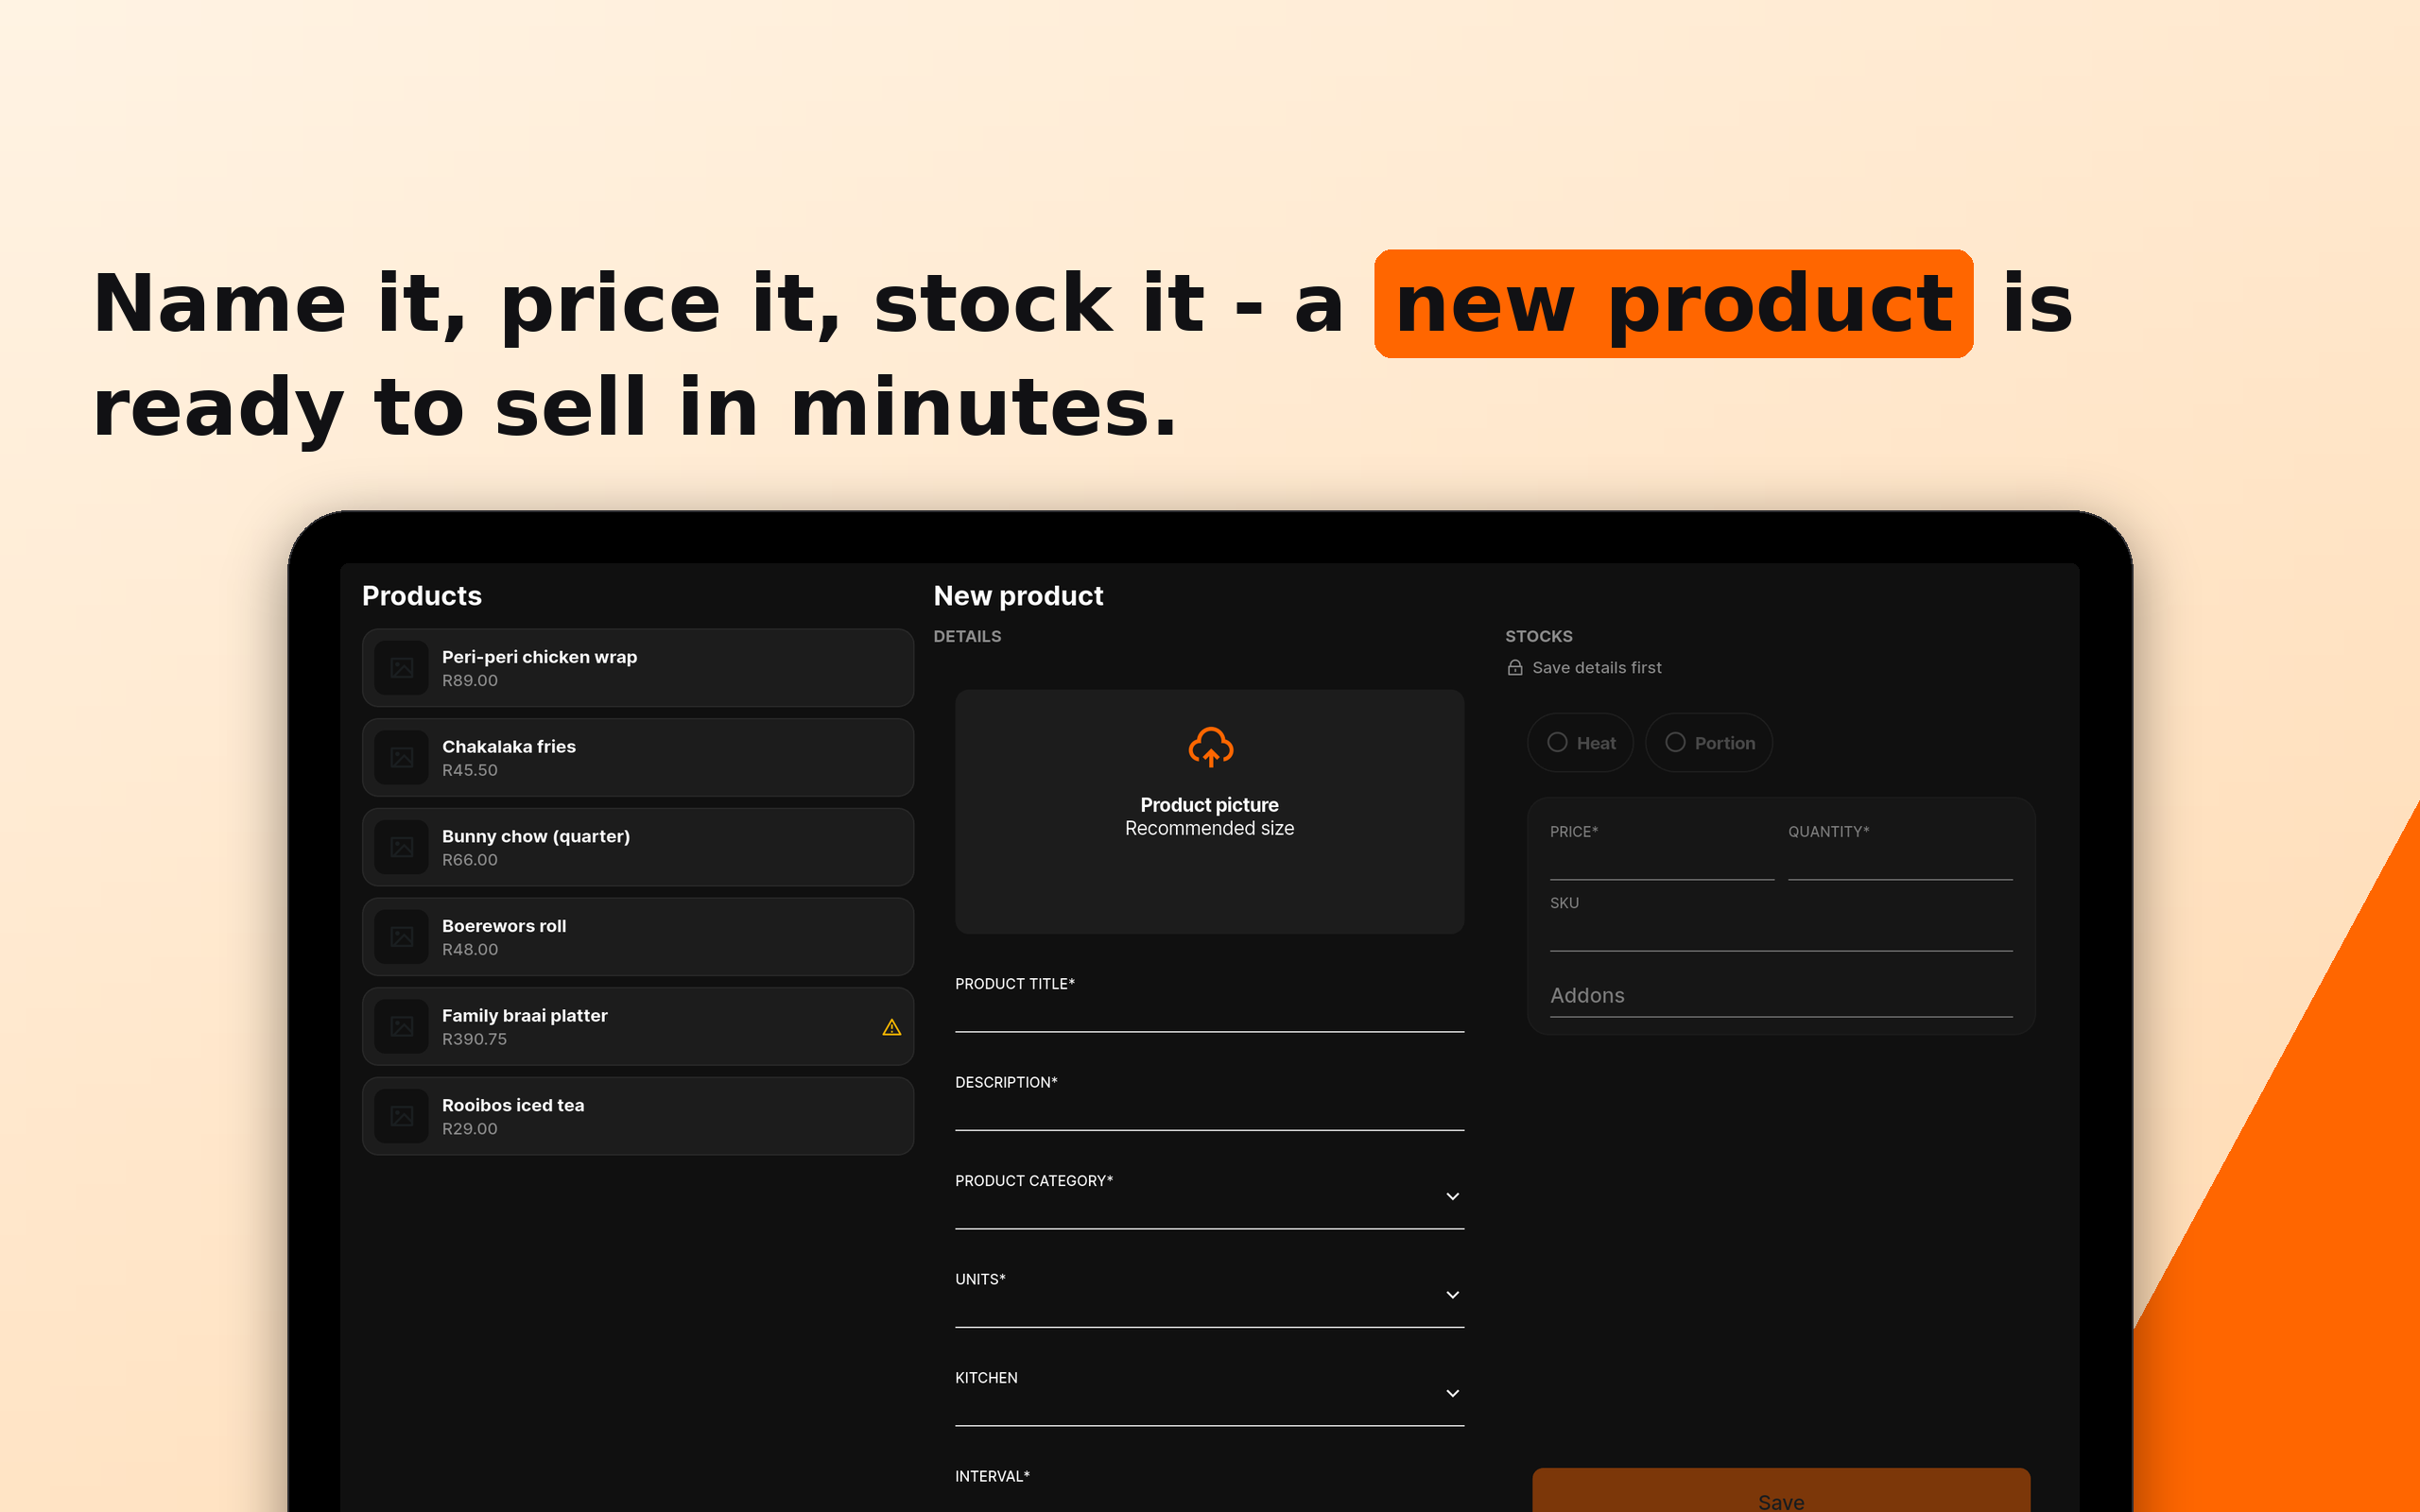 Name it, price it, stock it - a new product is
ready to sell in minutes.
Products
Peri-peri chicken wrap
R89.00
Chakalaka fries
R45.50
Bunny chow (quarter)
R66.00
Boerewors roll
R48.00
Family braai platter
R390.75
Rooibos iced tea
R29.00
New product
DETAILS
Product picture
Recommended size
PRODUCT TITLE*
DESCRIPTION*
PRODUCT CATEGORY*
UNITS*
KITCHEN
INTERVAL*
STOCKS
Save details first
Heat
Portion
PRICE*
QUANTITY*
SKU
Addons
Save